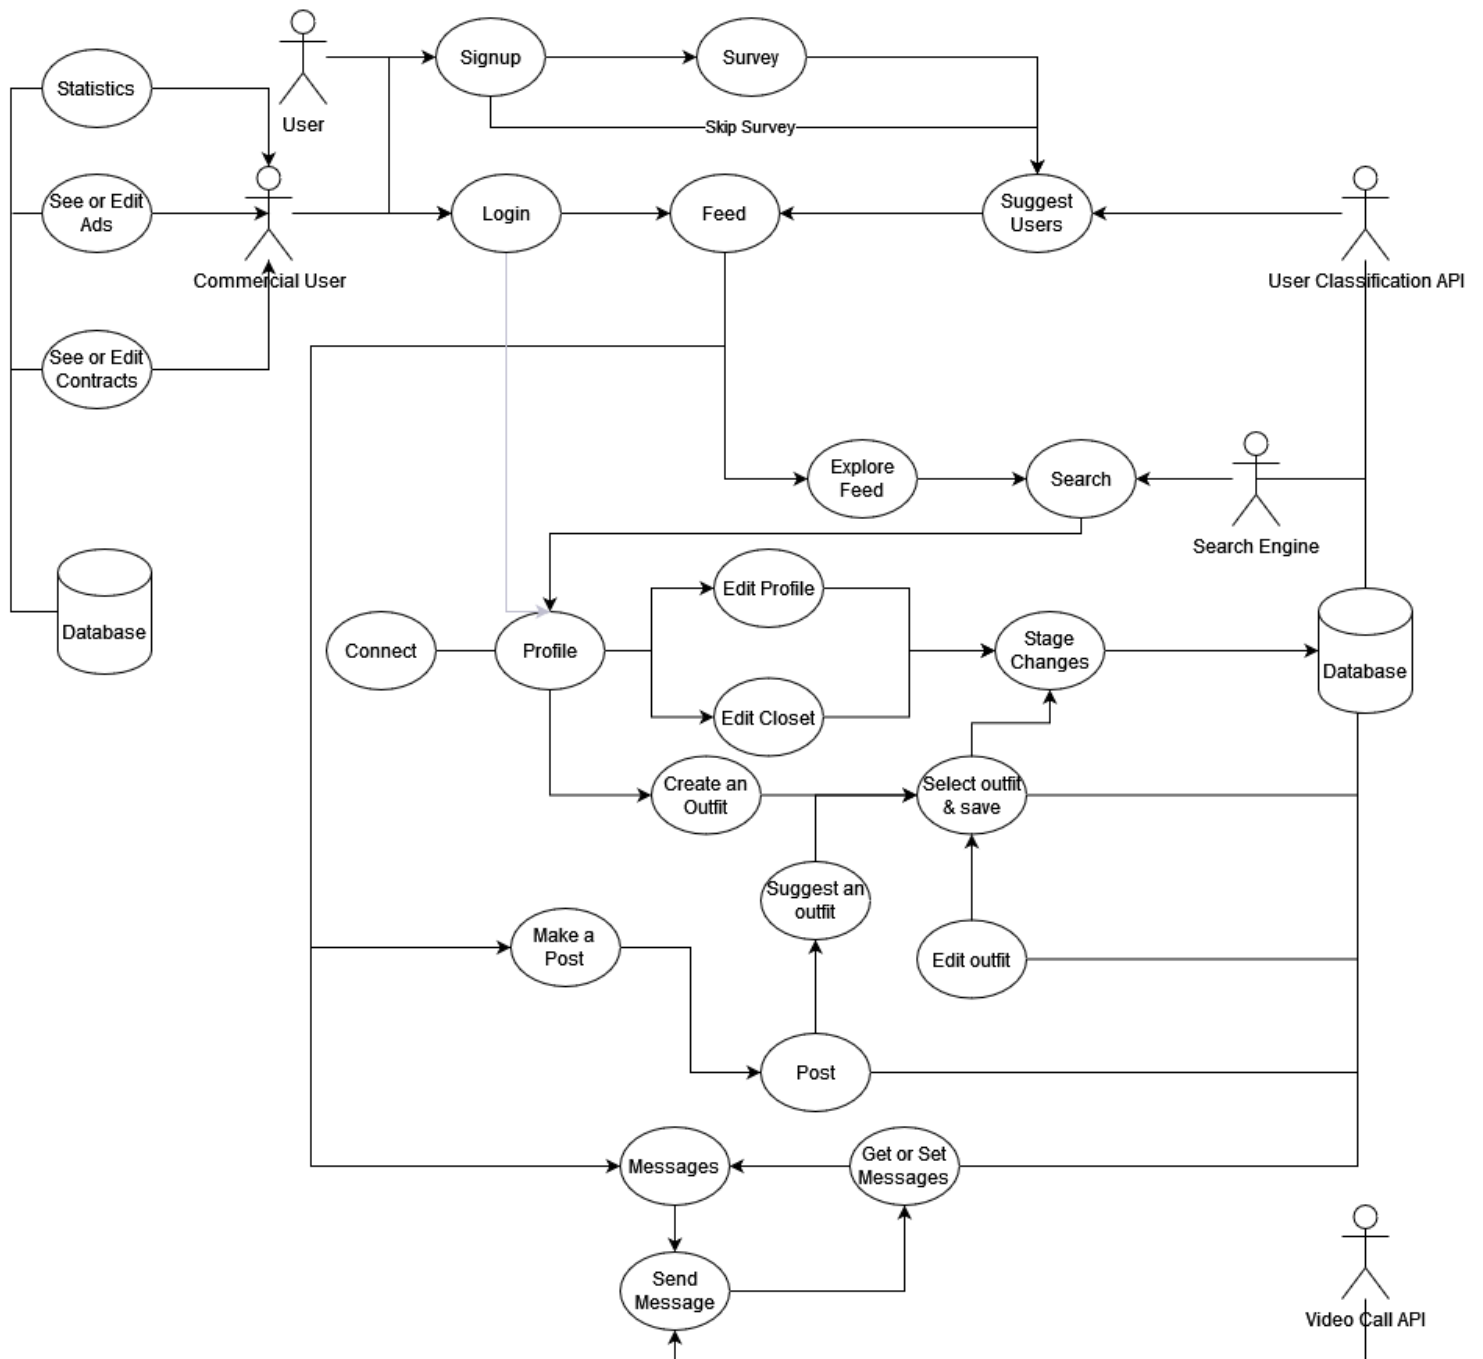 Signup
Survey
Statistics
User
Skip Survey
See or Edit
Ads
Login
Feed
Suggest
Users
Commercial User
User Classification API
See or Edit
Contracts
Explore
Feed
Search
Search Engine
Edit Profile
Database
Connect
Profile
Stage
Changes
Database
Edit Closet
Create an
Outfit
Select outfit
& save
Suggest an
outfit
Make a
Post
Edit outfit
Post
Messages
Get or Set
Messages
Send
Message
Video Call API